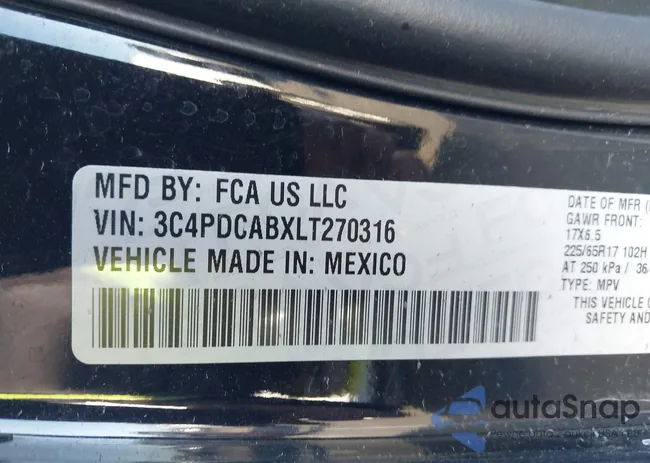 MFD BY: FCA US LLC
VIN: 3C4PDCABXLT270316
VEHICLE MADE IN: MEXICO
DATE OF MFR
GAWR FRONT:
17X6.5
225/65R17 102H
AT 250 kPa / 36
TYPE: MPV
THIS VEHICLE
SAFETY AND
autoSnap